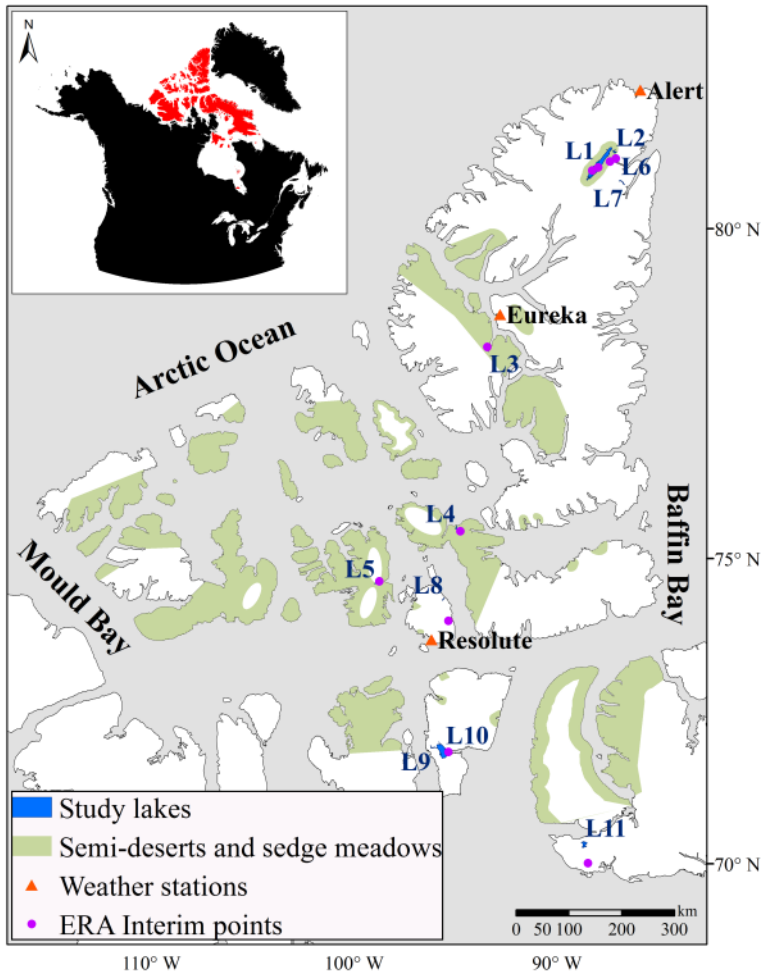 N
Alert
L2
L1
L6
L7
80° N
Eureka
Arctic Ocean
L3
L4
Baffin Bay
75° N
L5
L8
Mould Bay
Resolute
L10
L9
L11
Study lakes
Semi-deserts and sedge meadows
Weather stations
ERA Interim points
70° N
km
0 50 100 200 300
110° W 100° W 90° W